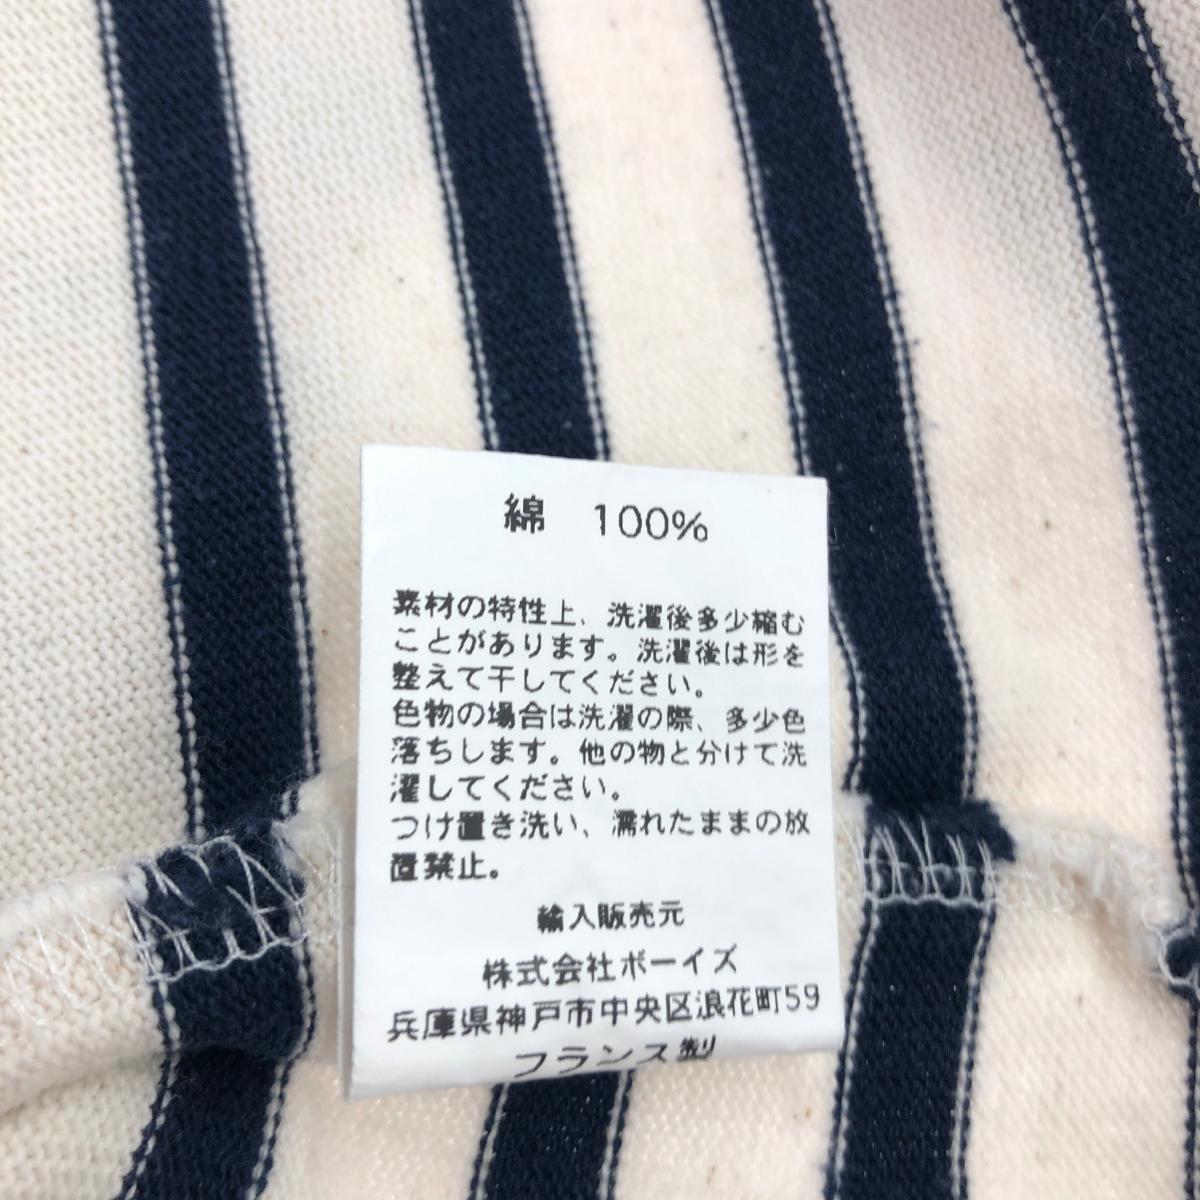 綿 100%
素材の特性上、洗濯後多少縮む
ことがあります。洗濯後は形を
整えて干してください。
色物の場合は洗濯の際、多少色
落ちします。他の物と分けて洗
濯してください。
つけ置き洗い、濡れたままの放
置禁止。
輸入販売元
株式会社ボーイズ
兵庫県神戸市中央区浪花町59
フランス製